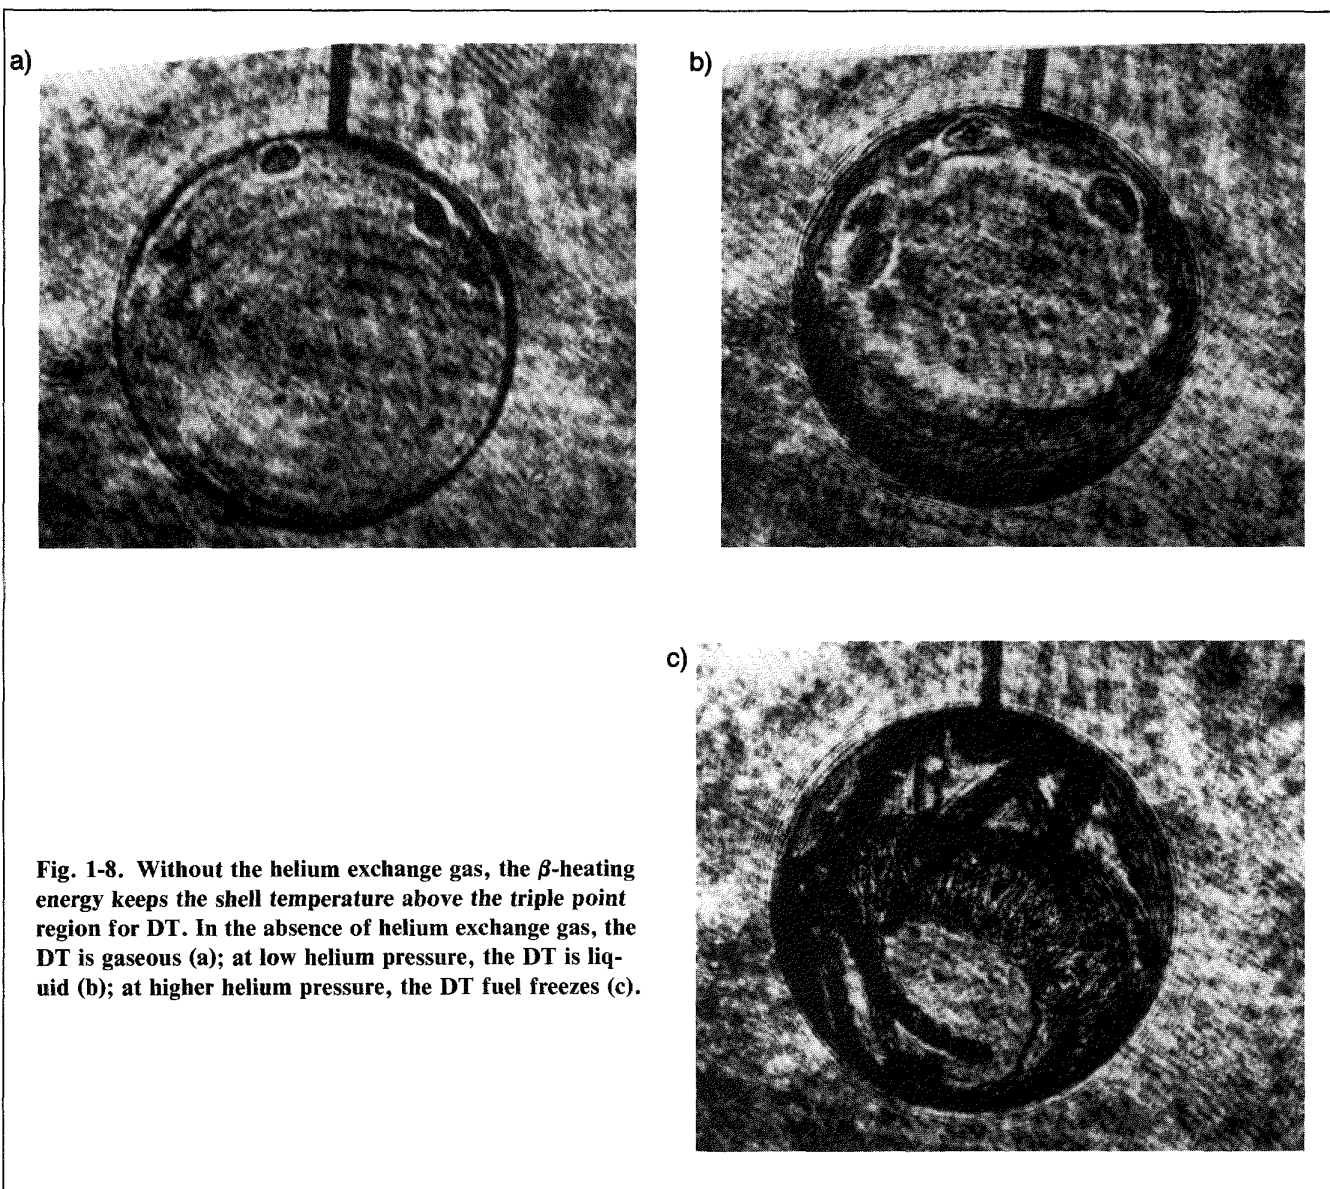 a)
b)
c)
Fig. 1-8. Without the helium exchange gas, the β-heating
energy keeps the shell temperature above the triple point
region for DT. In the absence of helium exchange gas, the
DT is gaseous (a); at low helium pressure, the DT is liq-
uid (b); at higher helium pressure, the DT fuel freezes (c).